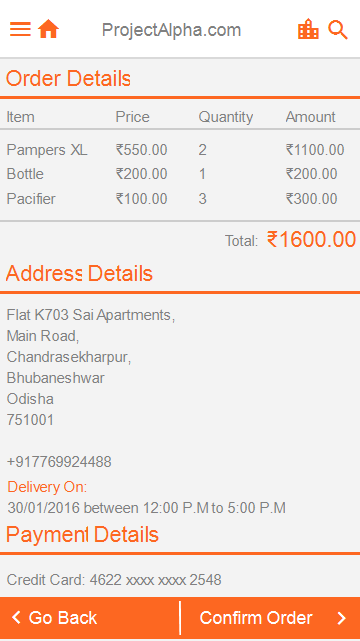 ProjectAlpha.com
Order Details
Item Price Quantity Amount
Pampers XL ₹550.00 2 ₹1100.00
Bottle ₹200.00 1 ₹200.00
Pacifier ₹100.00 3 ₹300.00
Total: ₹1600.00
Address Details
Flat K703 Sai Apartments,
Main Road,
Chandrasekharpur,
Bhubaneshwar
Odisha
751001
+917769924488
Delivery On:
30/01/2016 between 12:00 P.M to 5:00 P.M
Payment Details
Credit Card: 4622 xxxx xxxx 2548
Go Back Confirm Order